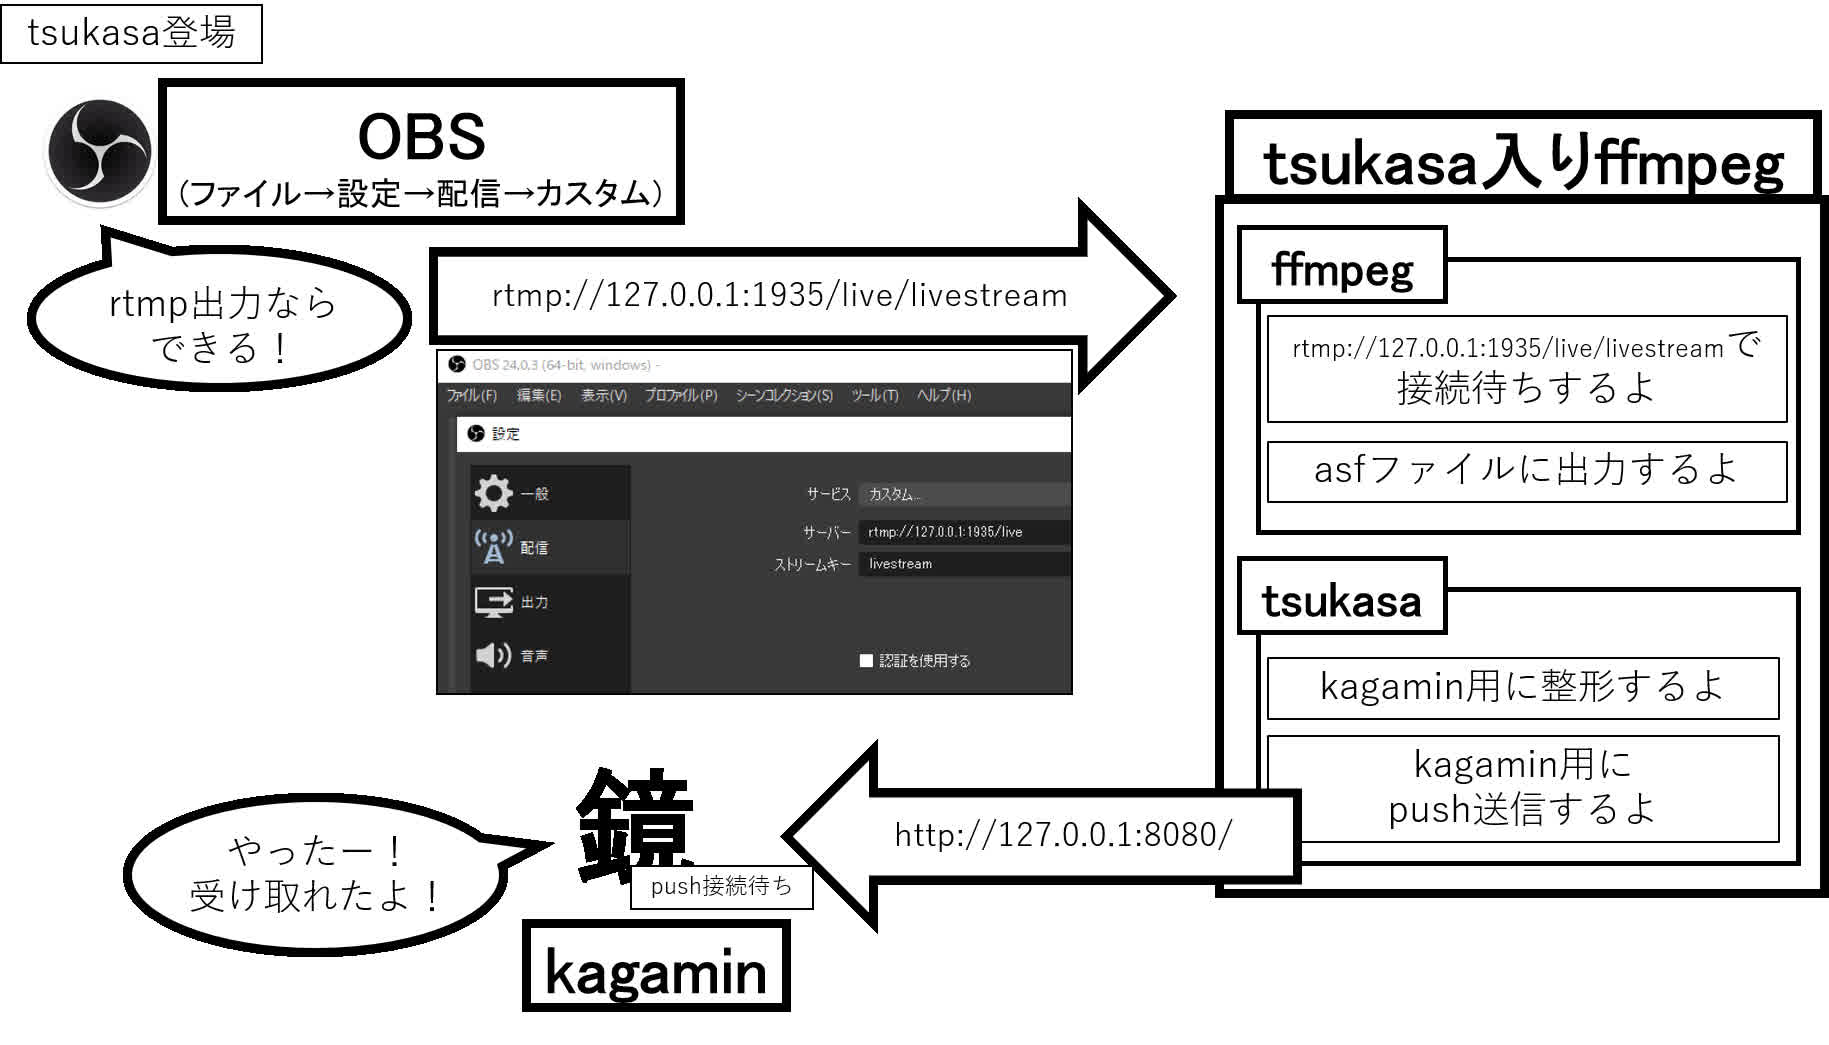 tsukasa登場
OBS
(ファイル→設定→配信→カスタム)
rtmp出力なら
できる！
rtmp://127.0.0.1:1935/live/livestream
OBS 24.0.3 (64-bit, windows) -
ファイル(F) 編集(E) 表示(V) プロファイル(P) シーンコレクション(S) ツール(T) ヘルプ(H)
設定
一般
配信
出力
音声
サービス カスタム...
サーバー rtmp://127.0.0.1:1935/live
ストリームキー livestream
認証を使用する
tsukasa入りffmpeg
ffmpeg
rtmp://127.0.0.1:1935/live/livestreamで
接続待ちするよ
asfファイルに出力するよ
tsukasa
kagamin用に整形するよ
kagamin用に
push送信するよ
http://127.0.0.1:8080/
鏡
push接続待ち
kagamin
やったー！
受け取れたよ！